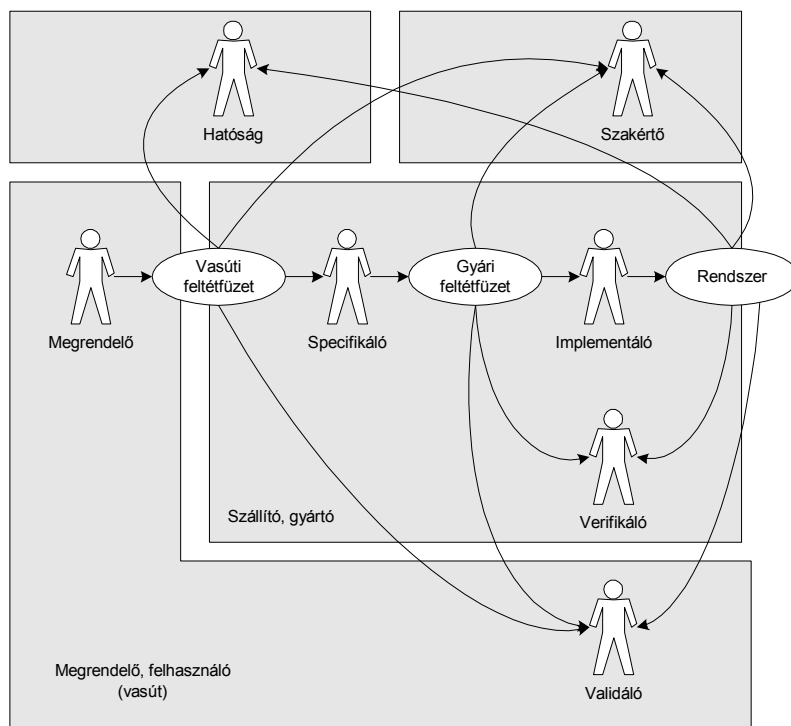 Hatóság
Szakértő
Vasúti
feltétfüzet
Gyári
feltétfüzet
Rendszer
Megrendelő
Specifikáló
Implementáló
Szállító, gyártó
Verifikáló
Megrendelő, felhasználó
(vasút)
Validáló